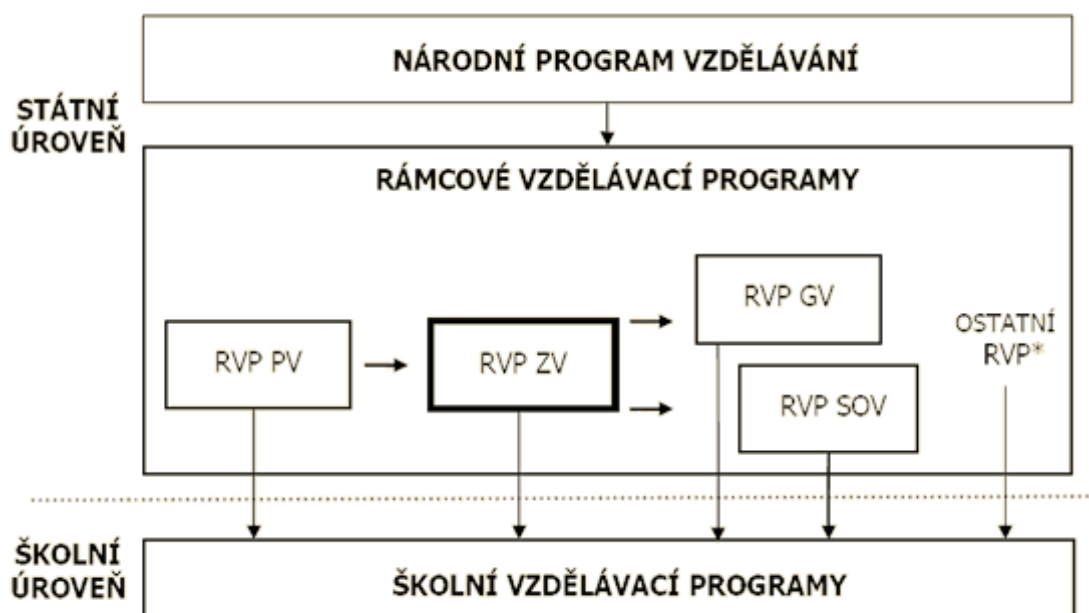 NÁRODNÍ PROGRAM VZDĚLÁVÁNÍ
STÁTNÍ
ÚROVEŇ
RÁMCOVÉ VZDĚLÁVACÍ PROGRAMY
RVP PV
RVP ZV
RVP GV
RVP SOV
OSTATNÍ
RVP*
ŠKOLNÍ
ÚROVEŇ
ŠKOLNÍ VZDĚLÁVACÍ PROGRAMY